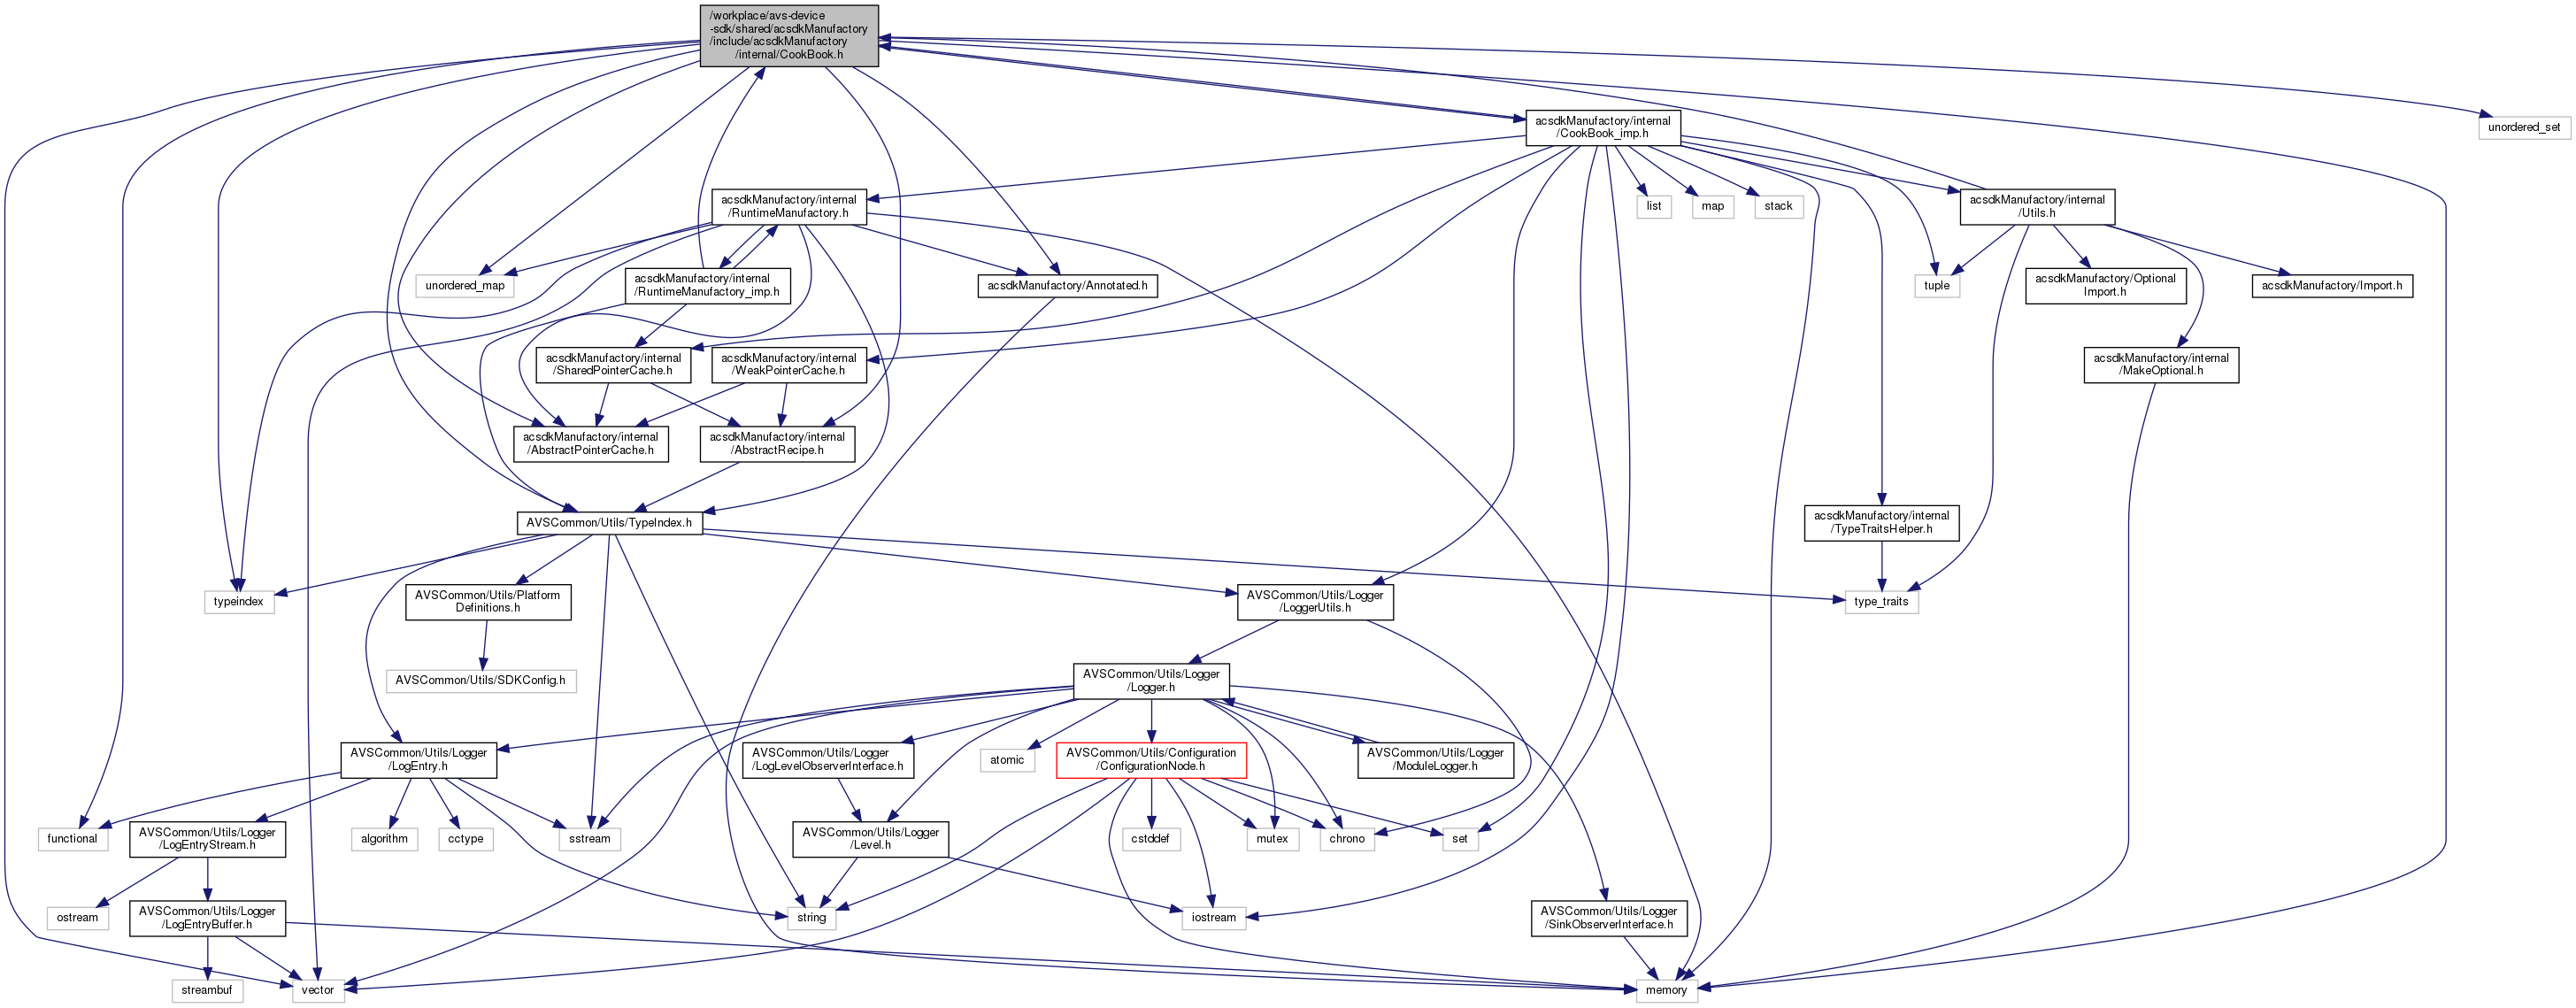 /workplace/avs-device
-sdk/shared/acsdkManufactory
/include/acsdkManufactory
/internal/CookBook.h
acsdkManufactory/internal
/CookBook_imp.h
unordered_set
acsdkManufactory/internal
/RuntimeManufactory.h
list
map
stack
acsdkManufactory/internal
/Utils.h
unordered_map
acsdkManufactory/internal
/RuntimeManufactory_imp.h
acsdkManufactory/Annotated.h
tuple
acsdkManufactory/Optional
Import.h
acsdkManufactory/Import.h
acsdkManufactory/internal
/SharedPointerCache.h
acsdkManufactory/internal
/WeakPointerCache.h
acsdkManufactory/internal
/MakeOptional.h
acsdkManufactory/internal
/AbstractPointerCache.h
acsdkManufactory/internal
/AbstractRecipe.h
AVSCommon/Utils/TypeIndex.h
acsdkManufactory/internal
/TypeTraitsHelper.h
typeindex
AVSCommon/Utils/Platform
Definitions.h
AVSCommon/Utils/Logger
/LoggerUtils.h
type_traits
AVSCommon/Utils/SDKConfig.h
AVSCommon/Utils/Logger
/Logger.h
AVSCommon/Utils/Logger
/LogEntry.h
AVSCommon/Utils/Logger
/LogLevelObserverInterface.h
atomic
AVSCommon/Utils/Configuration
/ConfigurationNode.h
AVSCommon/Utils/Logger
/ModuleLogger.h
functional
AVSCommon/Utils/Logger
/LogEntryStream.h
algorithm
cctype
sstream
AVSCommon/Utils/Logger
/Level.h
cstddef
mutex
chrono
set
ostream
AVSCommon/Utils/Logger
/LogEntryBuffer.h
string
iostream
AVSCommon/Utils/Logger
/SinkObserverInterface.h
streambuf
vector
memory